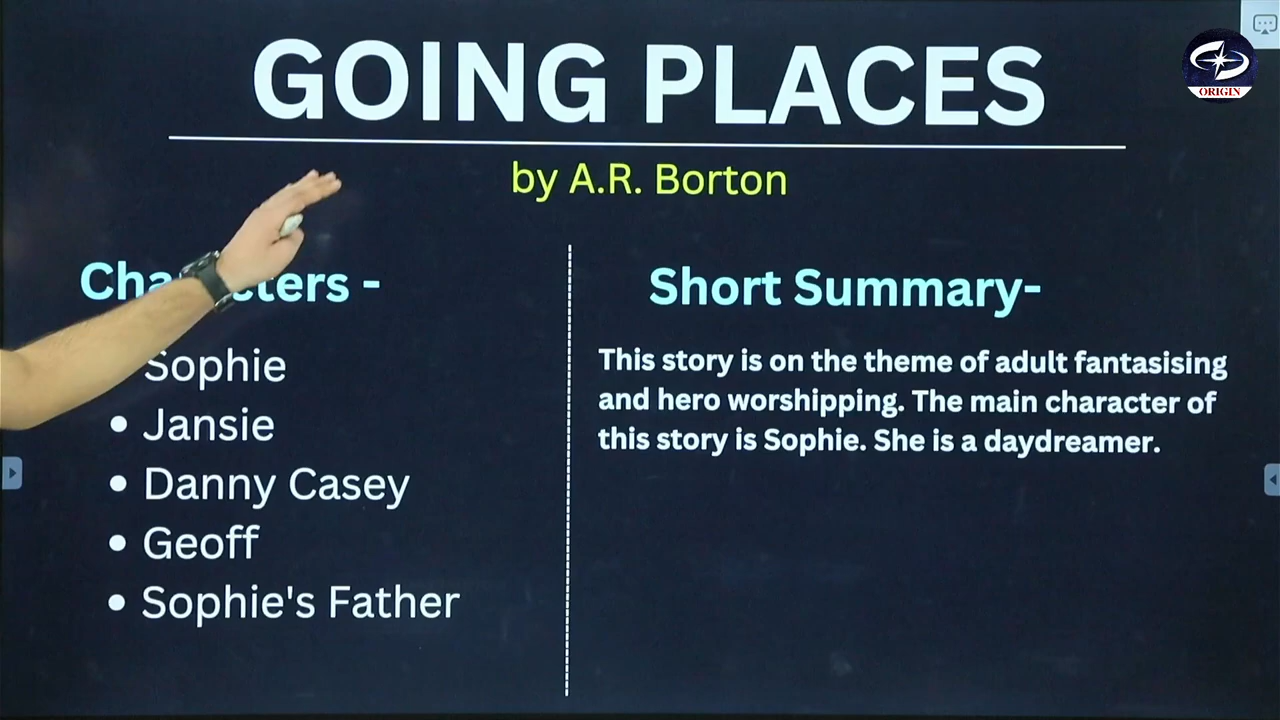 GOING PLACES
ORIGIN
by A.R. Borton
Short Summary-
Sophie
Jansie
Danny Casey
Geoff
Sophie's Father
This story is on the theme of adult fantasising
and hero worshipping. The main character of
this story is Sophie. She is a daydreamer.